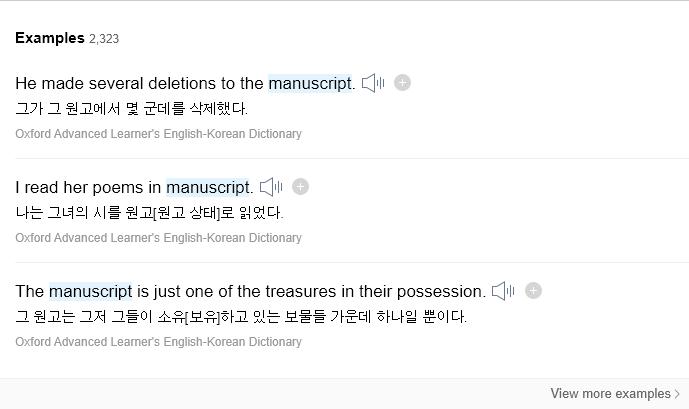 Examples 2,323
He made several deletions to the manuscript.
그가 그 원고에서 몇 군데를 삭제했다.
Oxford Advanced Learner's English-Korean Dictionary
I read her poems in manuscript.
나는 그녀의 시를 원고[원고 상태]로 읽었다.
Oxford Advanced Learner's English-Korean Dictionary
The manuscript is just one of the treasures in their possession.
그 원고는 그저 그들이 소유[보유]하고 있는 보물들 가운데 하나일 뿐이다.
Oxford Advanced Learner's English-Korean Dictionary
View more examples